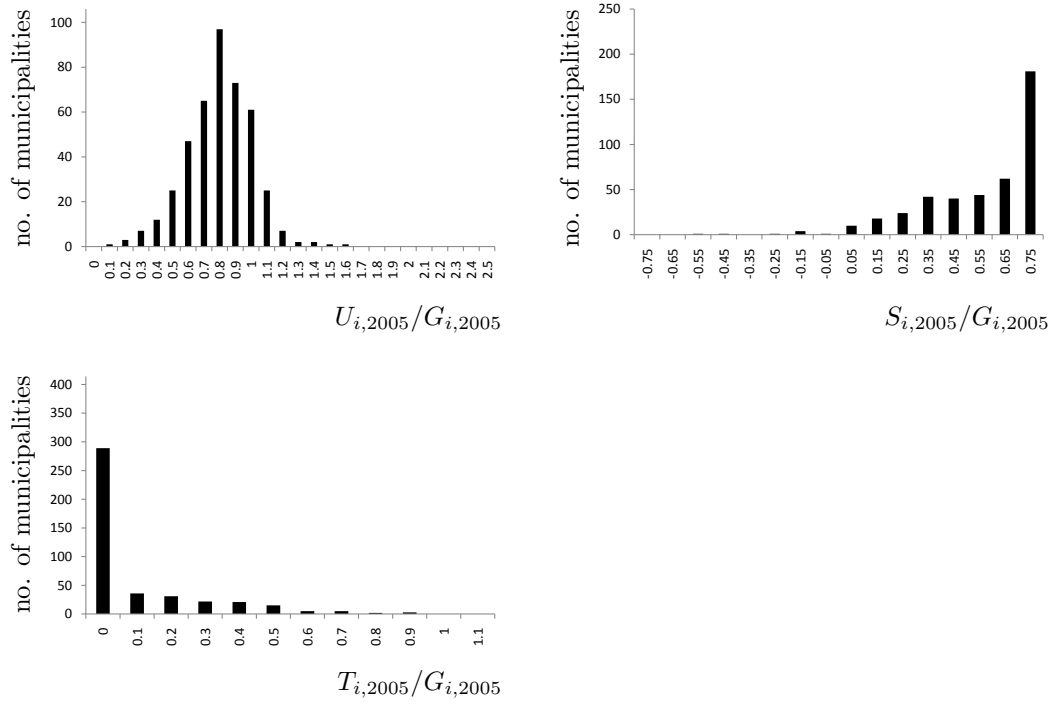 no. of municipalities
100
80
60
40
20
0
0 0.1 0.2 0.3 0.4 0.5 0.6 0.7 0.8 0.9 1 1.1 1.2 1.3 1.4 1.5 1.6 1.7 1.8 1.9 2 2.1 2.2 2.3 2.4 2.5
U_{i,2005}/G_{i,2005}
no. of municipalities
250
200
150
100
50
0
-0.75 -0.65 -0.55 -0.45 -0.35 -0.25 -0.15 -0.05 0.05 0.15 0.25 0.35 0.45 0.55 0.65 0.75
S_{i,2005}/G_{i,2005}
no. of municipalities
400
350
300
250
200
150
100
50
0
0 0.1 0.2 0.3 0.4 0.5 0.6 0.7 0.8 0.9 1 1.1
T_{i,2005}/G_{i,2005}